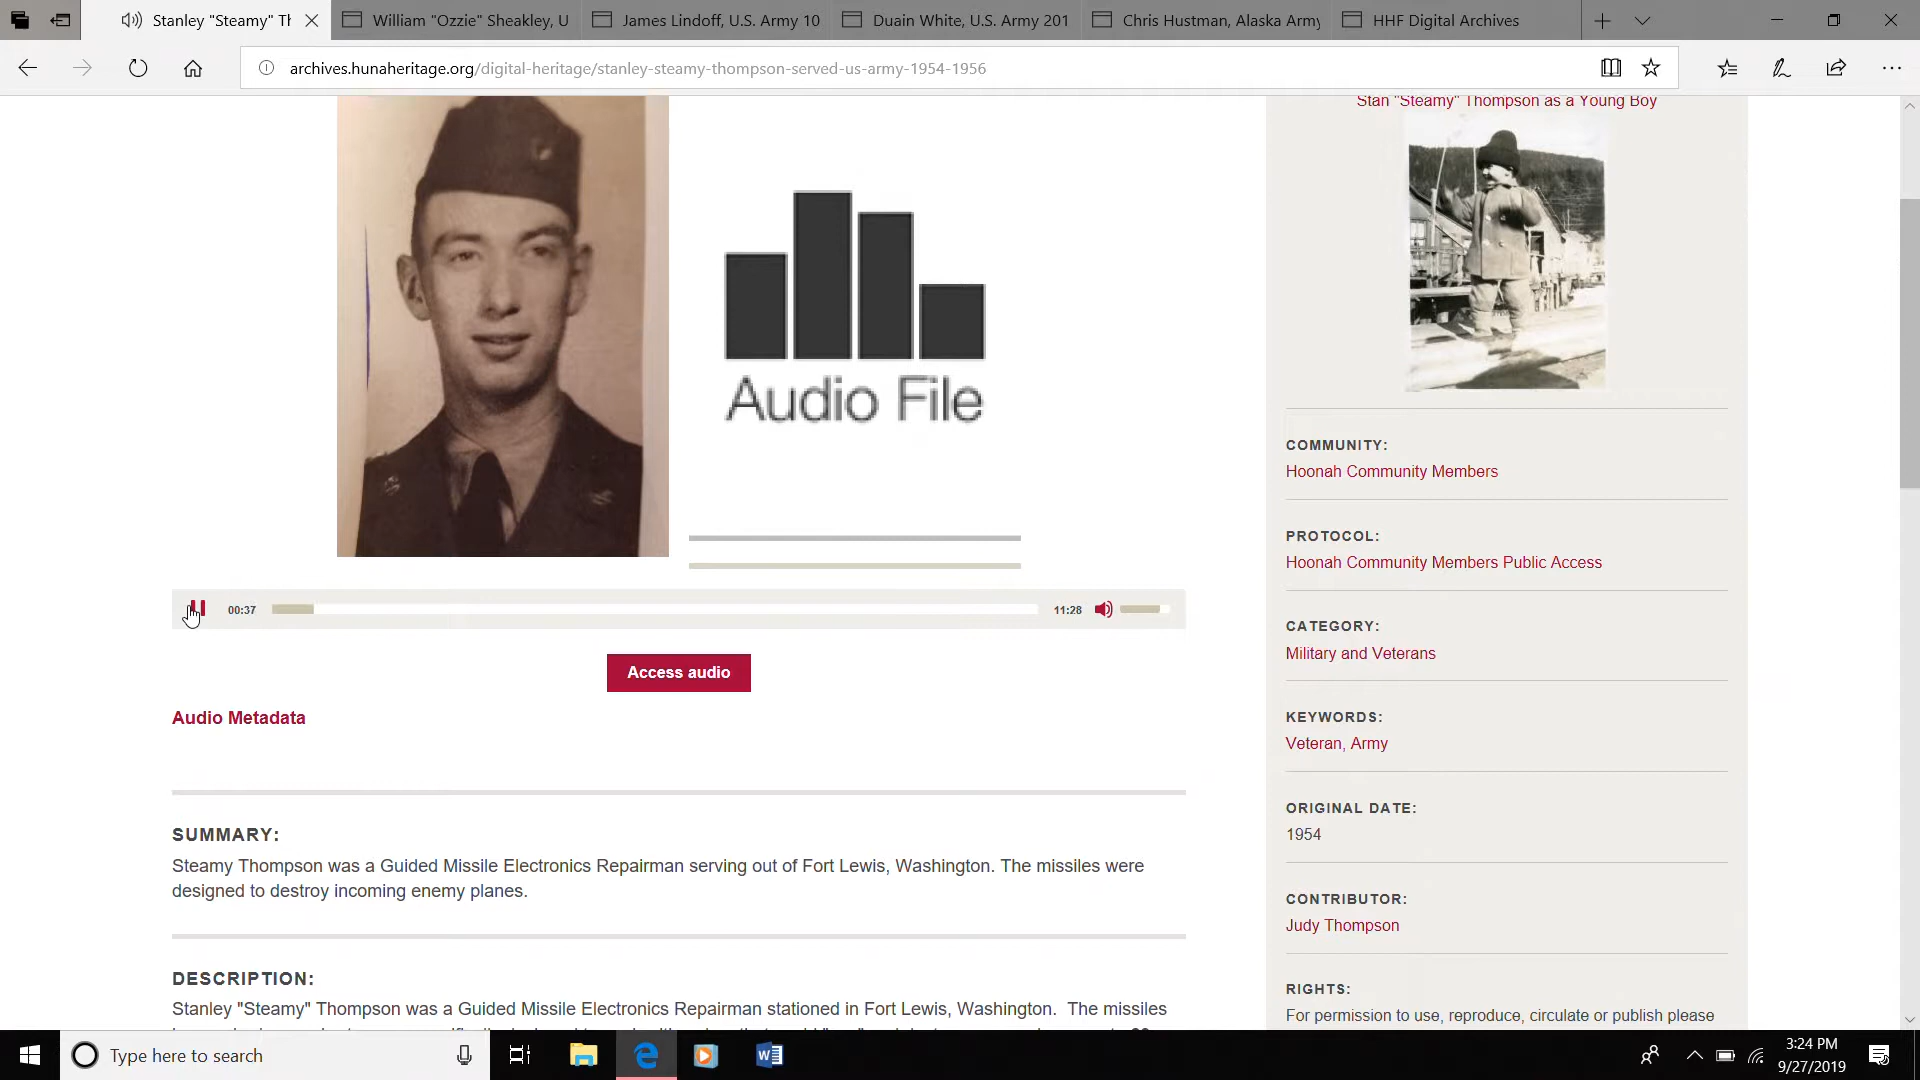 Stanley "Steamy" Th
William "Ozzie" Sheakley, U
James Lindoff, U.S. Army 10
Duain White, U.S. Army 201
Chris Hustman, Alaska Army
HHF Digital Archives
archives.hunaheritage.org/digital-heritage/stanley-steamy-thompson-served-us-army-1954-1956
Audio File
00:37
11:28
Access audio
Audio Metadata
SUMMARY:
Steamy Thompson was a Guided Missile Electronics Repairman serving out of Fort Lewis, Washington. The missiles were
designed to destroy incoming enemy planes.
DESCRIPTION:
Stanley "Steamy" Thompson was a Guided Missile Electronics Repairman stationed in Fort Lewis, Washington. The missiles
Stan "Steamy" Thompson as a Young Boy
COMMUNITY:
Hoonah Community Members
PROTOCOL:
Hoonah Community Members Public Access
CATEGORY:
Military and Veterans
KEYWORDS:
Veteran, Army
ORIGINAL DATE:
1954
CONTRIBUTOR:
Judy Thompson
RIGHTS:
For permission to use, reproduce, circulate or publish please
Type here to search
3:24 PM
9/27/2019